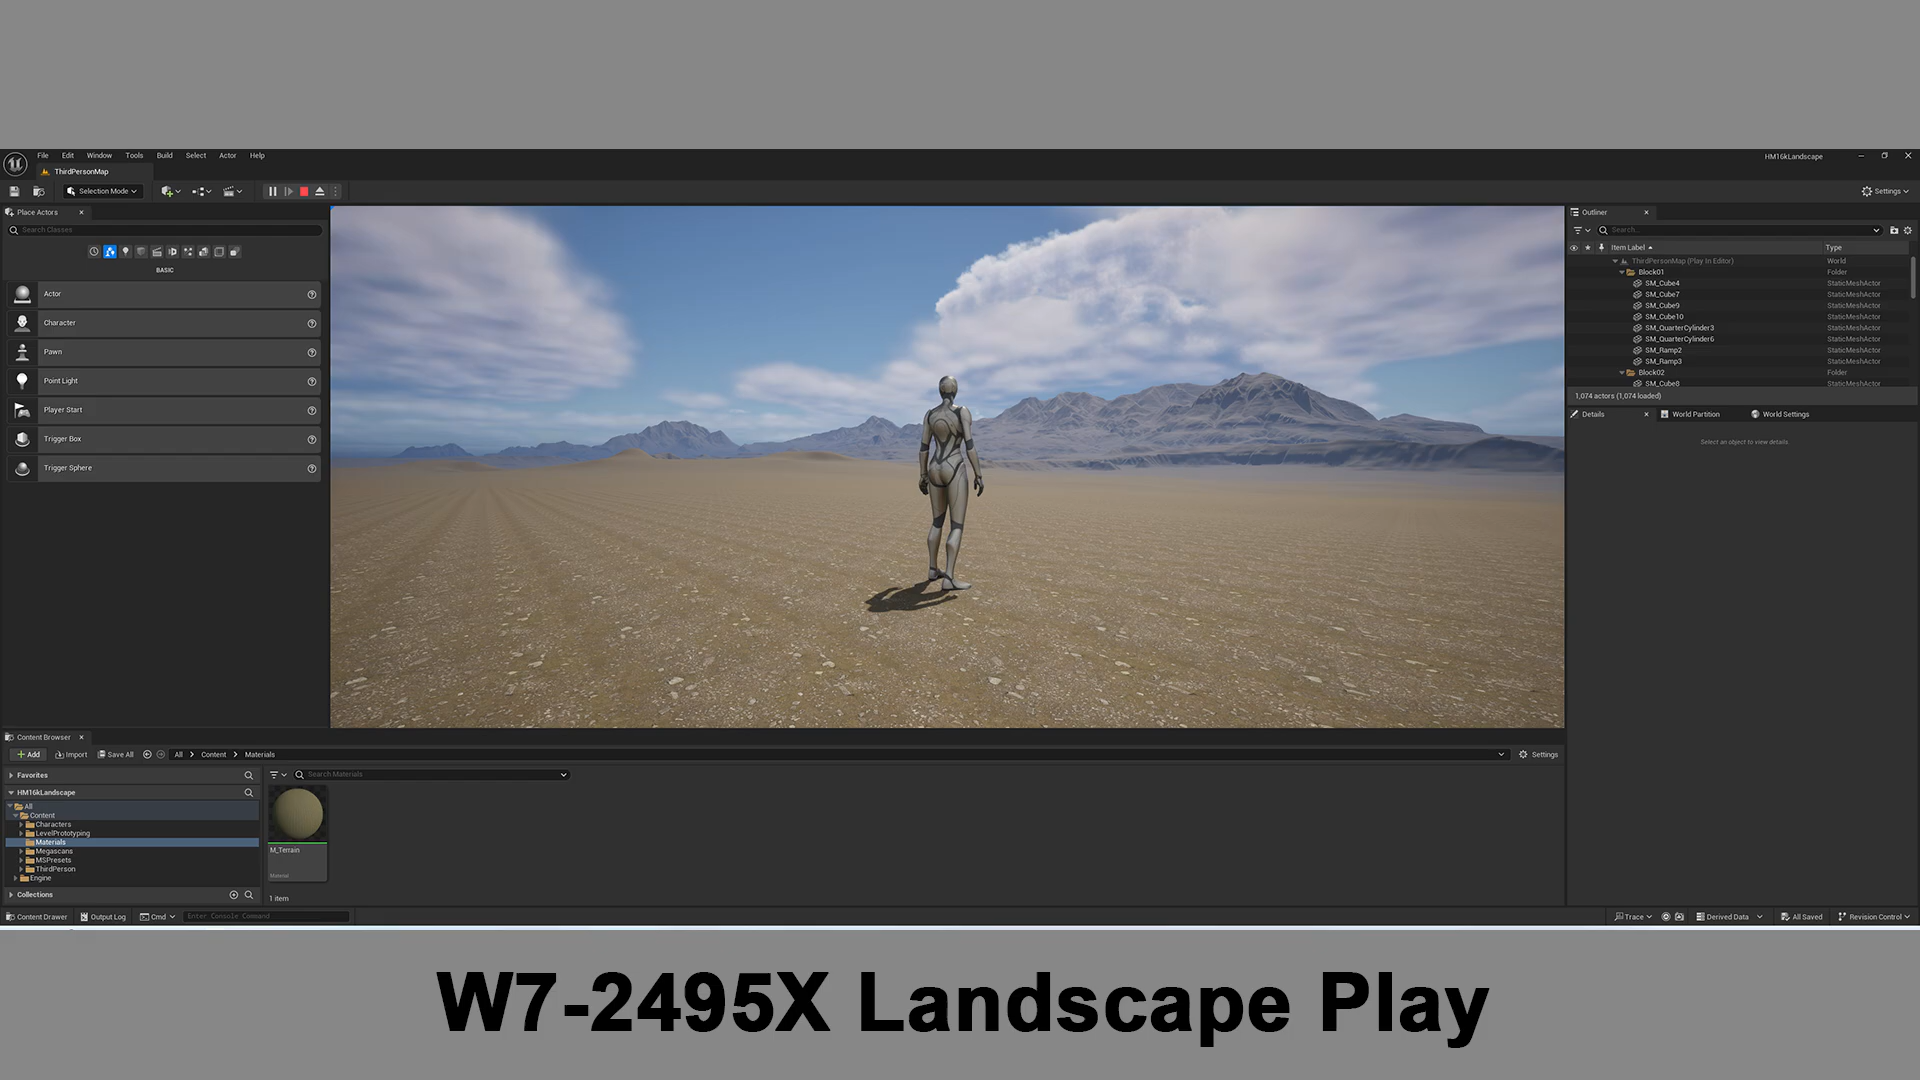 File Edit Window Tools Build Select Actor Help
HM16kLandscape
ThirdPersonMap
Selection Mode
Settings
Place Actors
Search Classes
BASIC
Actor
Character
Pawn
Point Light
Player Start
Trigger Box
Trigger Sphere
Outliner
Search...
Item Label Type
ThirdPersonMap (Play In Editor) World
Block01 Folder
SM_Cube4 StaticMeshActor
SM_Cube7 StaticMeshActor
SM_Cube9 StaticMeshActor
SM_Cube10 StaticMeshActor
SM_QuarterCylinder3 StaticMeshActor
SM_QuarterCylinder6 StaticMeshActor
SM_Ramp2 StaticMeshActor
SM_Ramp3 StaticMeshActor
Block02 Folder
SM_Cube8 StaticMeshActor
1,074 actors (1,074 loaded)
Details World Partition World Settings
Select an object to view details.
Content Browser
Add Import Save All All Content Materials Settings
Favorites
HM16kLandscape
All
Content
Characters
LevelPrototyping
Materials
Megascans
MSPresets
ThirdPerson
Engine
Collections
Search Materials
M_Terrain
Material
1 item
Content Drawer Output Log Cmd Enter Console Command Trace Derived Data All Saved Revision Control
W7-2495X Landscape Play